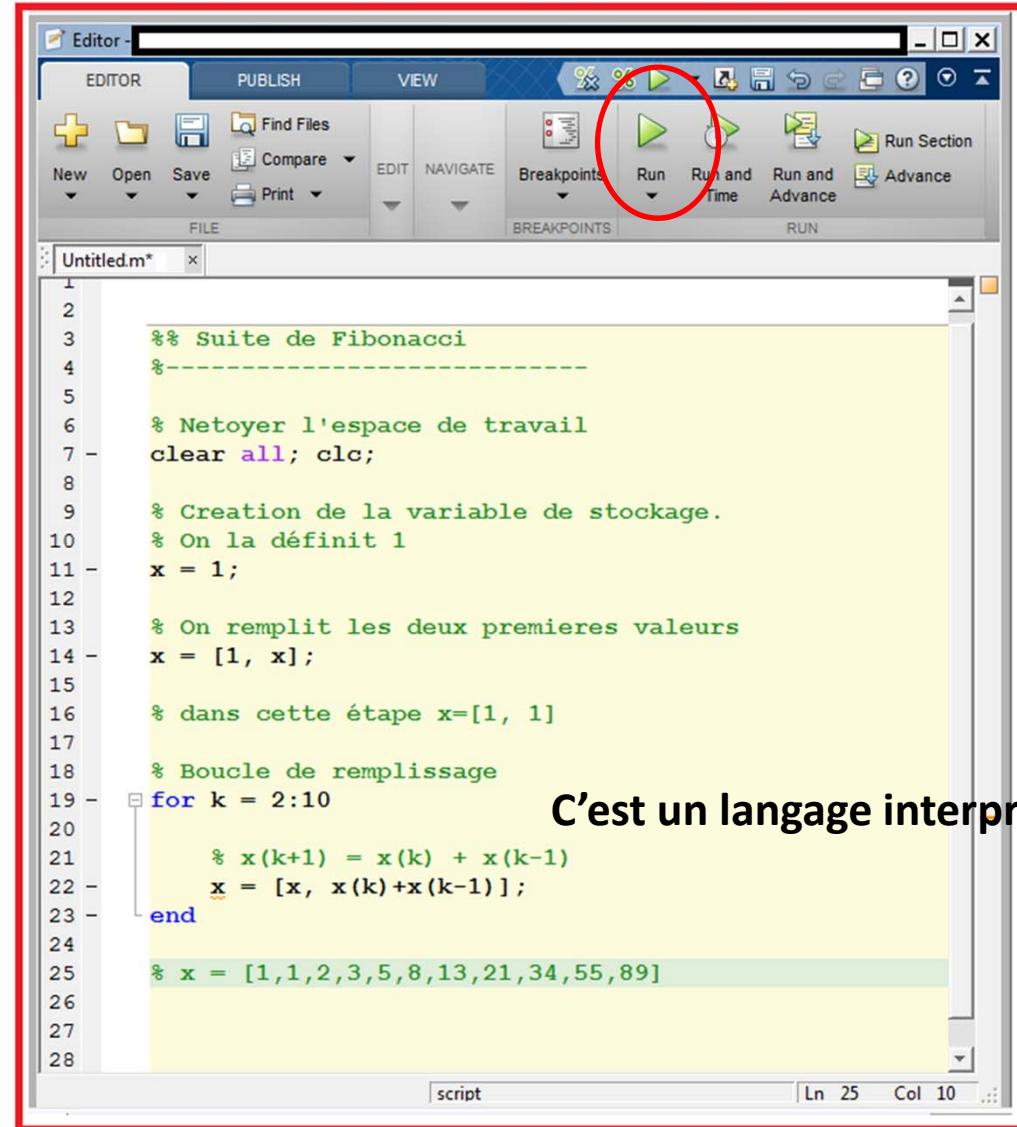 Editor -
EDITOR PUBLISH VIEW
New Open Save
Find Files
Compare
Print
FILE
EDIT NAVIGATE
Breakpoints
BREAKPOINTS
Run Run and Time Run and Advance
Run Section
Advance
RUN
Untitled.m* ×
1
2
3 %% Suite de Fibonacci
4 %----------------------------
5
6 % Netoyer l'espace de travail
7 - clear all; clc;
8
9 % Creation de la variable de stockage.
10 % On la définit 1
11 - x = 1;
12
13 % On remplit les deux premieres valeurs
14 - x = [1, x];
15
16 % dans cette étape x=[1, 1]
17
18 % Boucle de remplissage
19 - for k = 2:10
C’est un langage interpr
20
21 % x(k+1) = x(k) + x(k-1)
22 - x = [x, x(k)+x(k-1)];
23 - end
24
25 % x = [1,1,2,3,5,8,13,21,34,55,89]
26
27
28
script Ln 25 Col 10